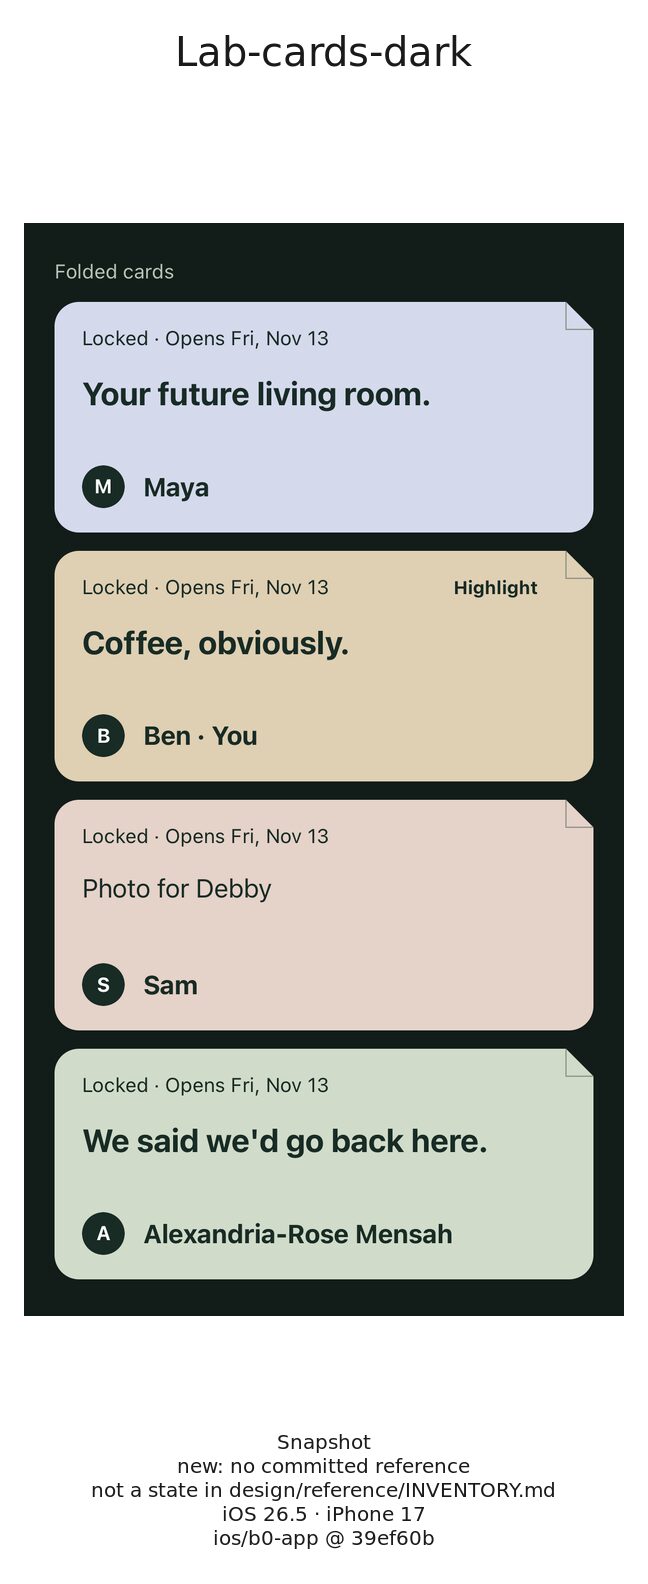 Lab-cards-dark
Folded cards
Locked · Opens Fri, Nov 13
Your future living room.
M Maya
Locked · Opens Fri, Nov 13 Highlight
Coffee, obviously.
B Ben · You
Locked · Opens Fri, Nov 13
Photo for Debby
S Sam
Locked · Opens Fri, Nov 13
We said we'd go back here.
A Alexandria-Rose Mensah
Snapshot
new: no committed reference
not a state in design/reference/INVENTORY.md
iOS 26.5 · iPhone 17
ios/b0-app @ 39ef60b